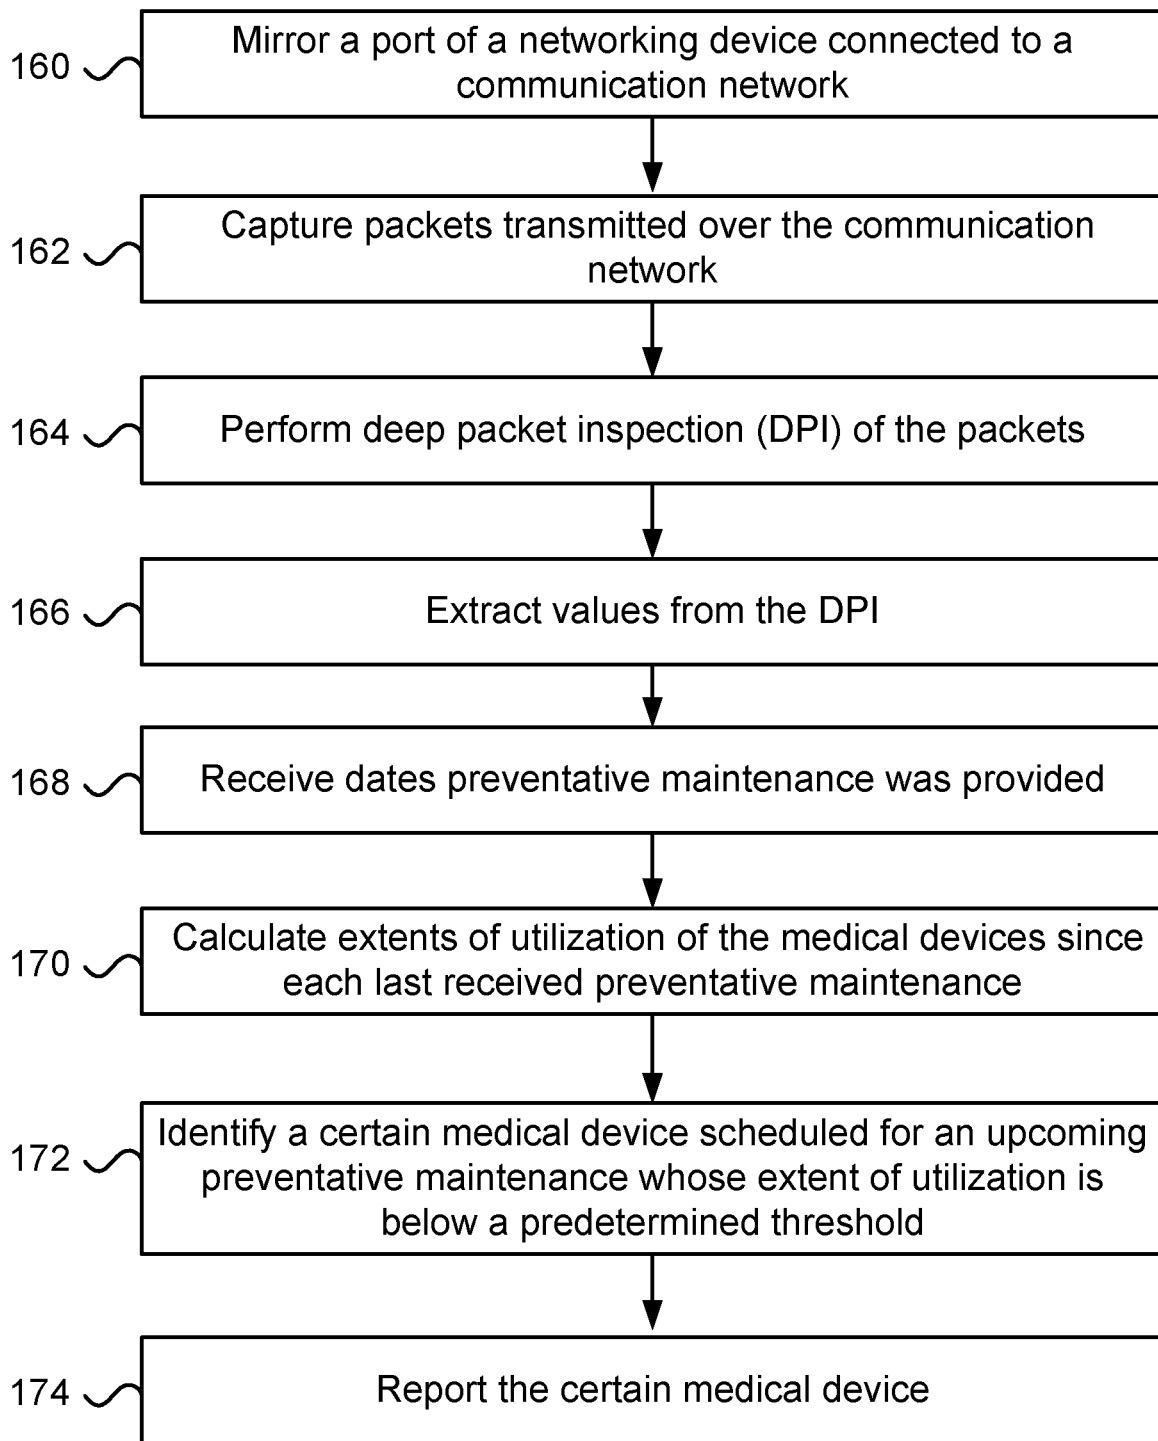 160
Mirror a port of a networking device connected to a
communication network
162
Capture packets transmitted over the communication
network
164
Perform deep packet inspection (DPI) of the packets
166
Extract values from the DPI
168
Receive dates preventative maintenance was provided
170
Calculate extents of utilization of the medical devices since
each last received preventative maintenance
172
Identify a certain medical device scheduled for an upcoming
preventative maintenance whose extent of utilization is
below a predetermined threshold
174
Report the certain medical device